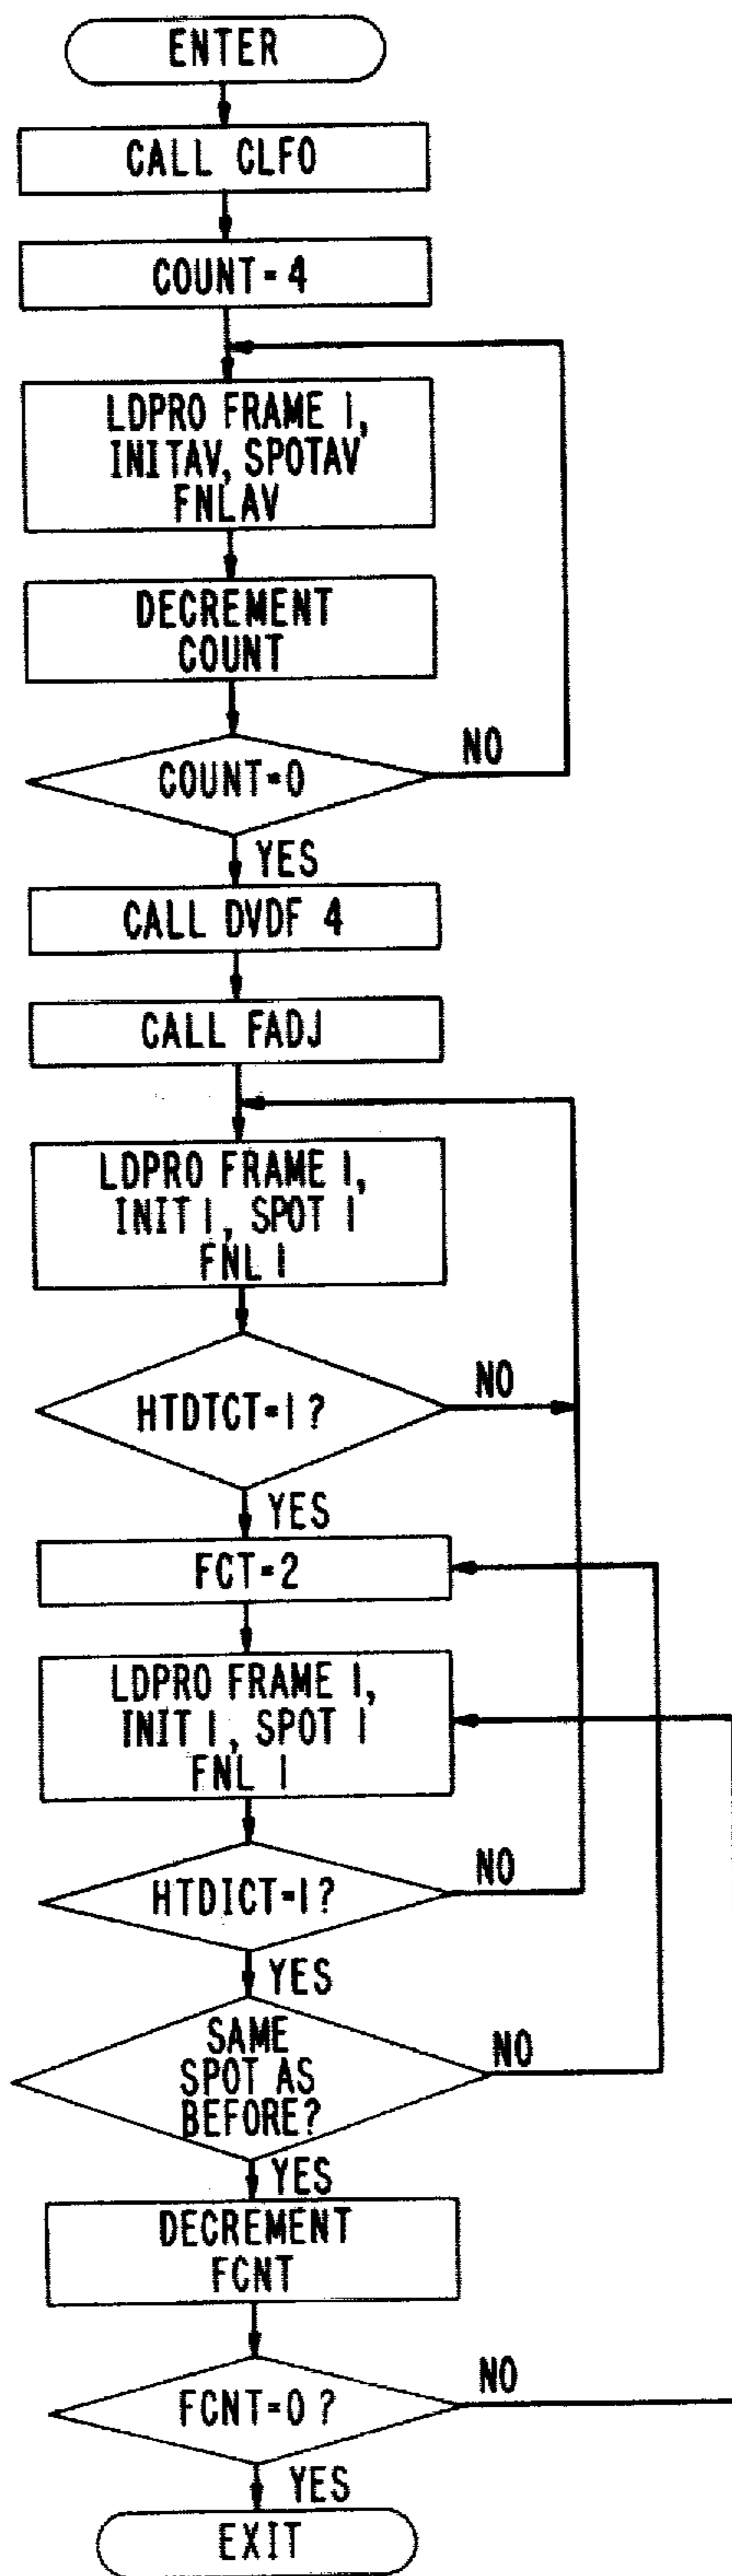 ENTER
CALL CLFO
COUNT=4
LDPRO FRAME 1,
INITAV, SPOTAV
FNLAV
DECREMENT
COUNT
COUNT=0
NO
YES
CALL DVDF 4
CALL FADJ
LDPRO FRAME 1,
INIT 1, SPOT 1
FNL 1
HTDTCT=1?
NO
YES
FCT=2
LDPRO FRAME 1,
INIT 1, SPOT 1
FNL 1
HTDICT=1?
NO
YES
SAME
SPOT AS
BEFORE?
NO
YES
DECREMENT
FCNT
FCNT=0?
NO
YES
EXIT